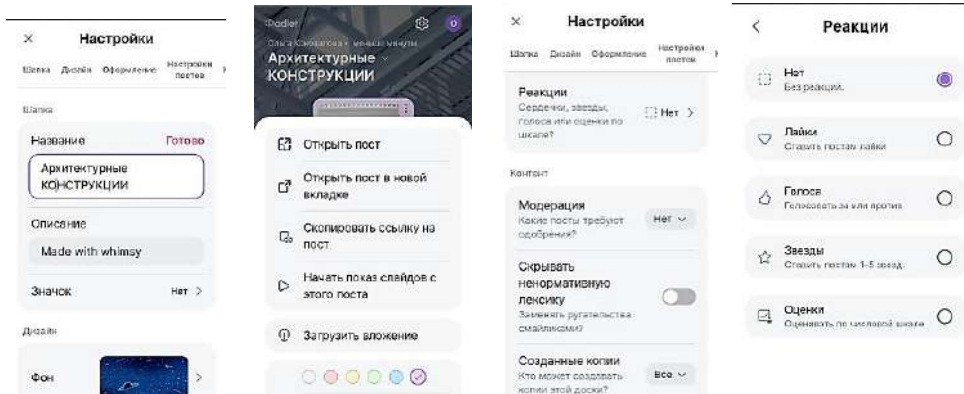 × Настройки
Шапка Дизайн Оформление Настройки постов
Шапка
Название Готово
Архитектурные
КОНСТРУКЦИИ
Описание
Made with whimsy
Значок Нет >
Дизайн
Фон >
:Padlet
Ольга Коновалова • меньше минуты
Архитектурные
КОНСТРУКЦИИ
Открыть пост
Открыть пост в новой
вкладке
Скопировать ссылку на
пост
Начать показ слайдов с
этого поста
Загрузить вложение
× Настройки
Шапка Дизайн Оформление Настройки постов
Реакции
Сердечки, звезды,
голоса или оценки по
шкале?
Нет >
Контент
Модерация
Какие посты требуют
одобрения?
Нет
Скрывать
ненормативную
лексику
Заменять ругательства
смайликами?
Созданные копии
Кто может создавать
копии этой доски?
Все
< Реакции
Нет
Без реакции.
Лайки
Ставить постам лайки
Голоса
Голосовать за или против
Звезды
Ставить постам 1-5 звезд.
Оценки
Оценивать по числовой шкале